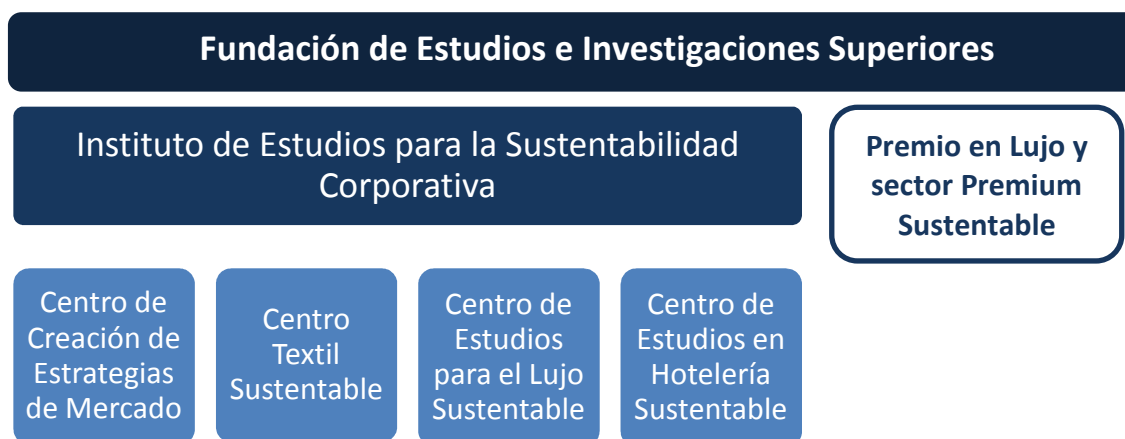 Fundación de Estudios e Investigaciones Superiores
Instituto de Estudios para la Sustentabilidad
Corporativa
Premio en Lujo y
sector Premium
Sustentable
Centro de
Creación de
Estrategias
de Mercado
Centro
Textil
Sustentable
Centro de
Estudios
para el Lujo
Sustentable
Centro de
Estudios en
Hotelería
Sustentable